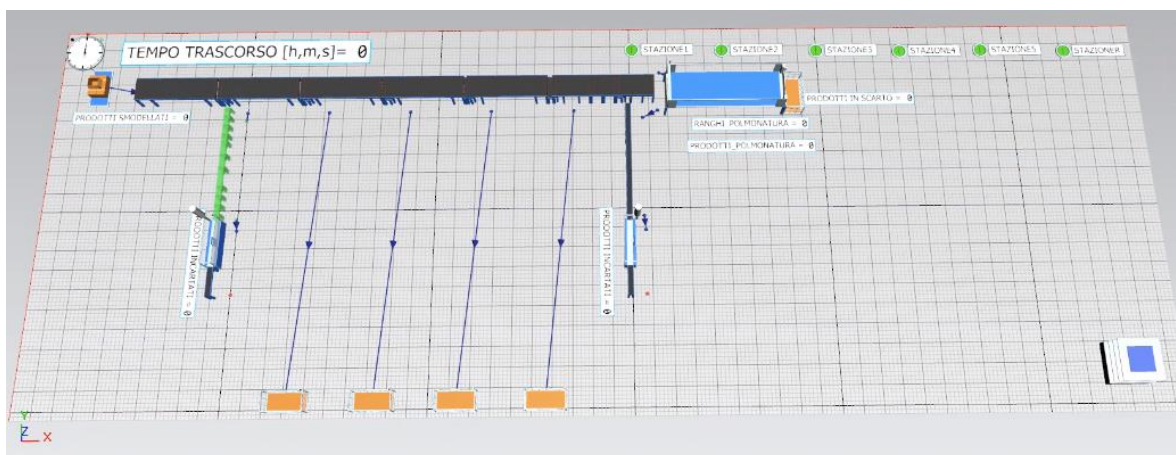 TEMPO TRASCORSO [h,m,s]= 0
STAZIONE1
STAZIONE2
STAZIONE3
STAZIONE4
STAZIONE5
STAZIONER
PRODOTTI SMODELLATI = 0
PRODOTTI IN SCARTO = 0
RANGHI_POLMONATURA = 0
PRODOTTI_POLMONATURA = 0
PRODOTTI INCARTATI = 0
PRODOTTI INCARTATI = 0
Y
Z
X